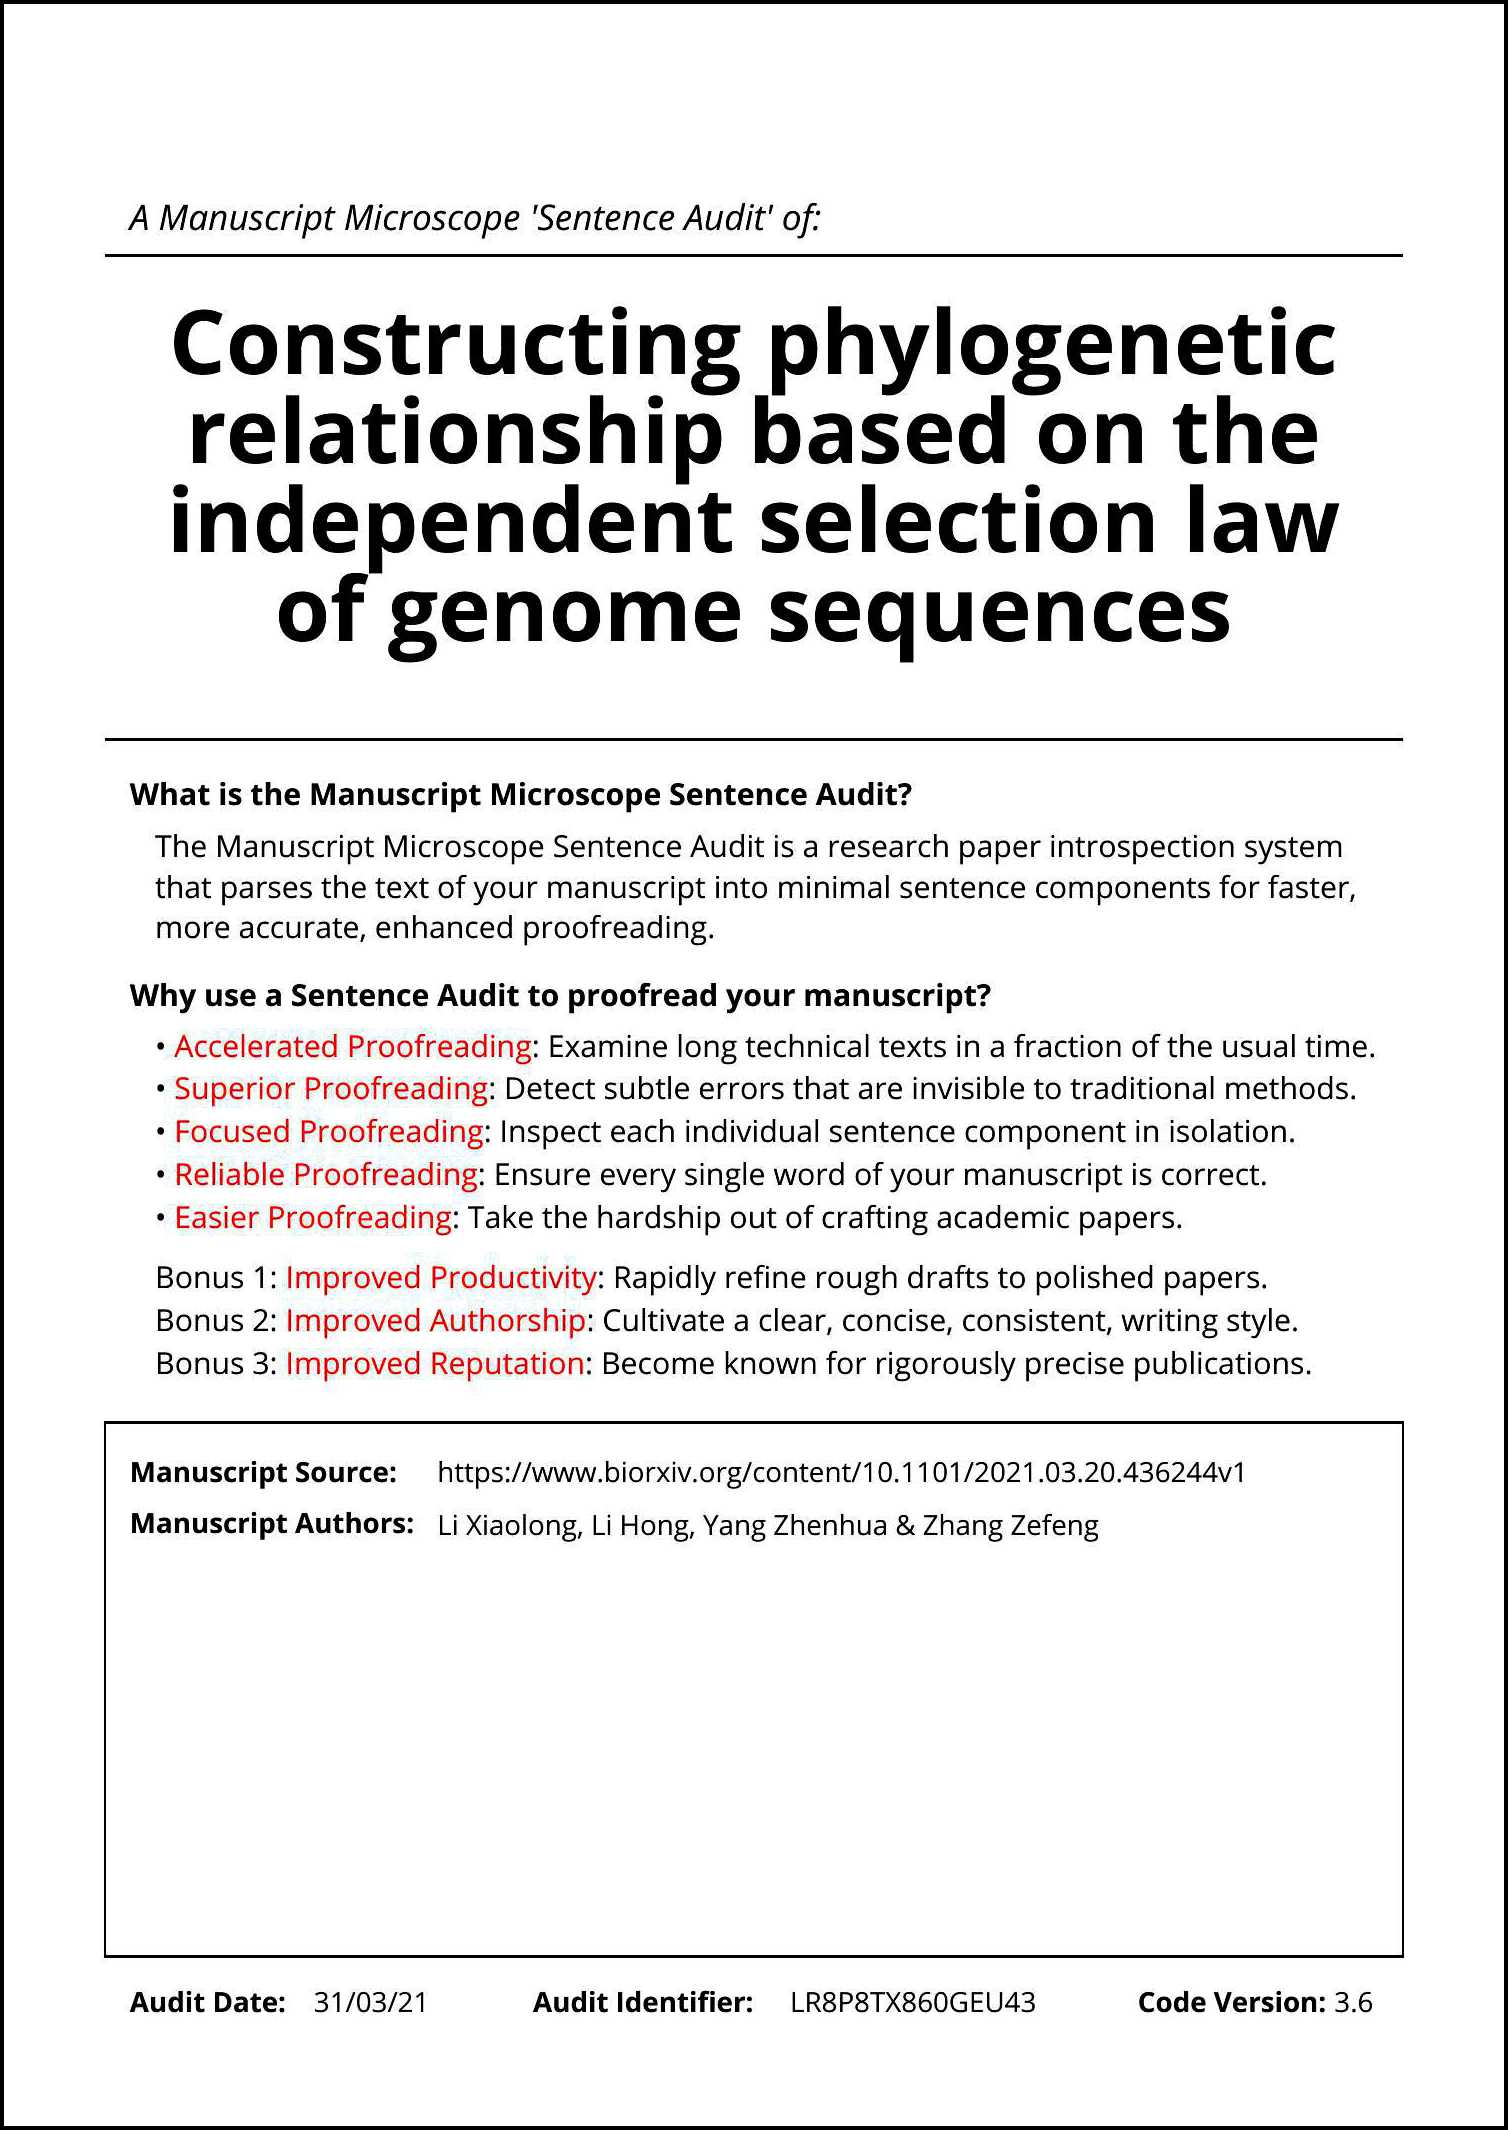 A Manuscript Microscope 'Sentence Audit' of:
Constructing phylogenetic
relationship based on the
independent selection law
of genome sequences
What is the Manuscript Microscope Sentence Audit?
The Manuscript Microscope Sentence Audit is a research paper introspection system
that parses the text of your manuscript into minimal sentence components for faster,
more accurate, enhanced proofreading.
Why use a Sentence Audit to proofread your manuscript?
• Accelerated Proofreading: Examine long technical texts in a fraction of the usual time.
• Superior Proofreading: Detect subtle errors that are invisible to traditional methods.
• Focused Proofreading: Inspect each individual sentence component in isolation.
• Reliable Proofreading: Ensure every single word of your manuscript is correct.
• Easier Proofreading: Take the hardship out of crafting academic papers.
Bonus 1: Improved Productivity: Rapidly refine rough drafts to polished papers.
Bonus 2: Improved Authorship: Cultivate a clear, concise, consistent, writing style.
Bonus 3: Improved Reputation: Become known for rigorously precise publications.
Manuscript Source: https://www.biorxiv.org/content/10.1101/2021.03.20.436244v1
Manuscript Authors: Li Xiaolong, Li Hong, Yang Zhenhua & Zhang Zefeng
Audit Date: 31/03/21 Audit Identifier: LR8P8TX860GEU43 Code Version: 3.6